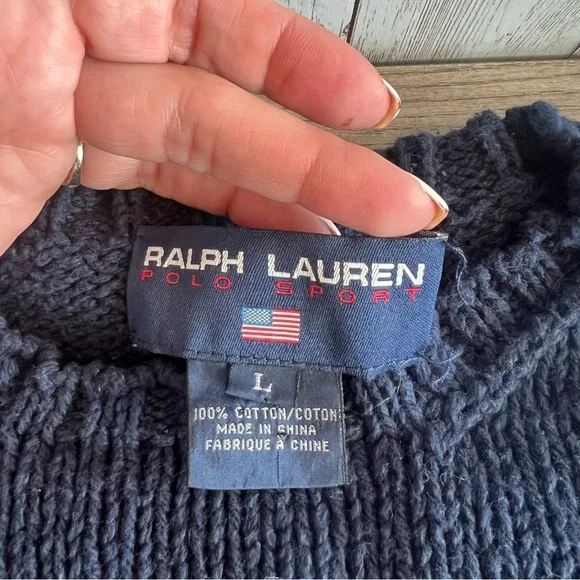 RALPH LAUREN
POLO SPORT
L
100% COTTON/COTON
MADE IN CHINA
FABRIQUE À CHINE